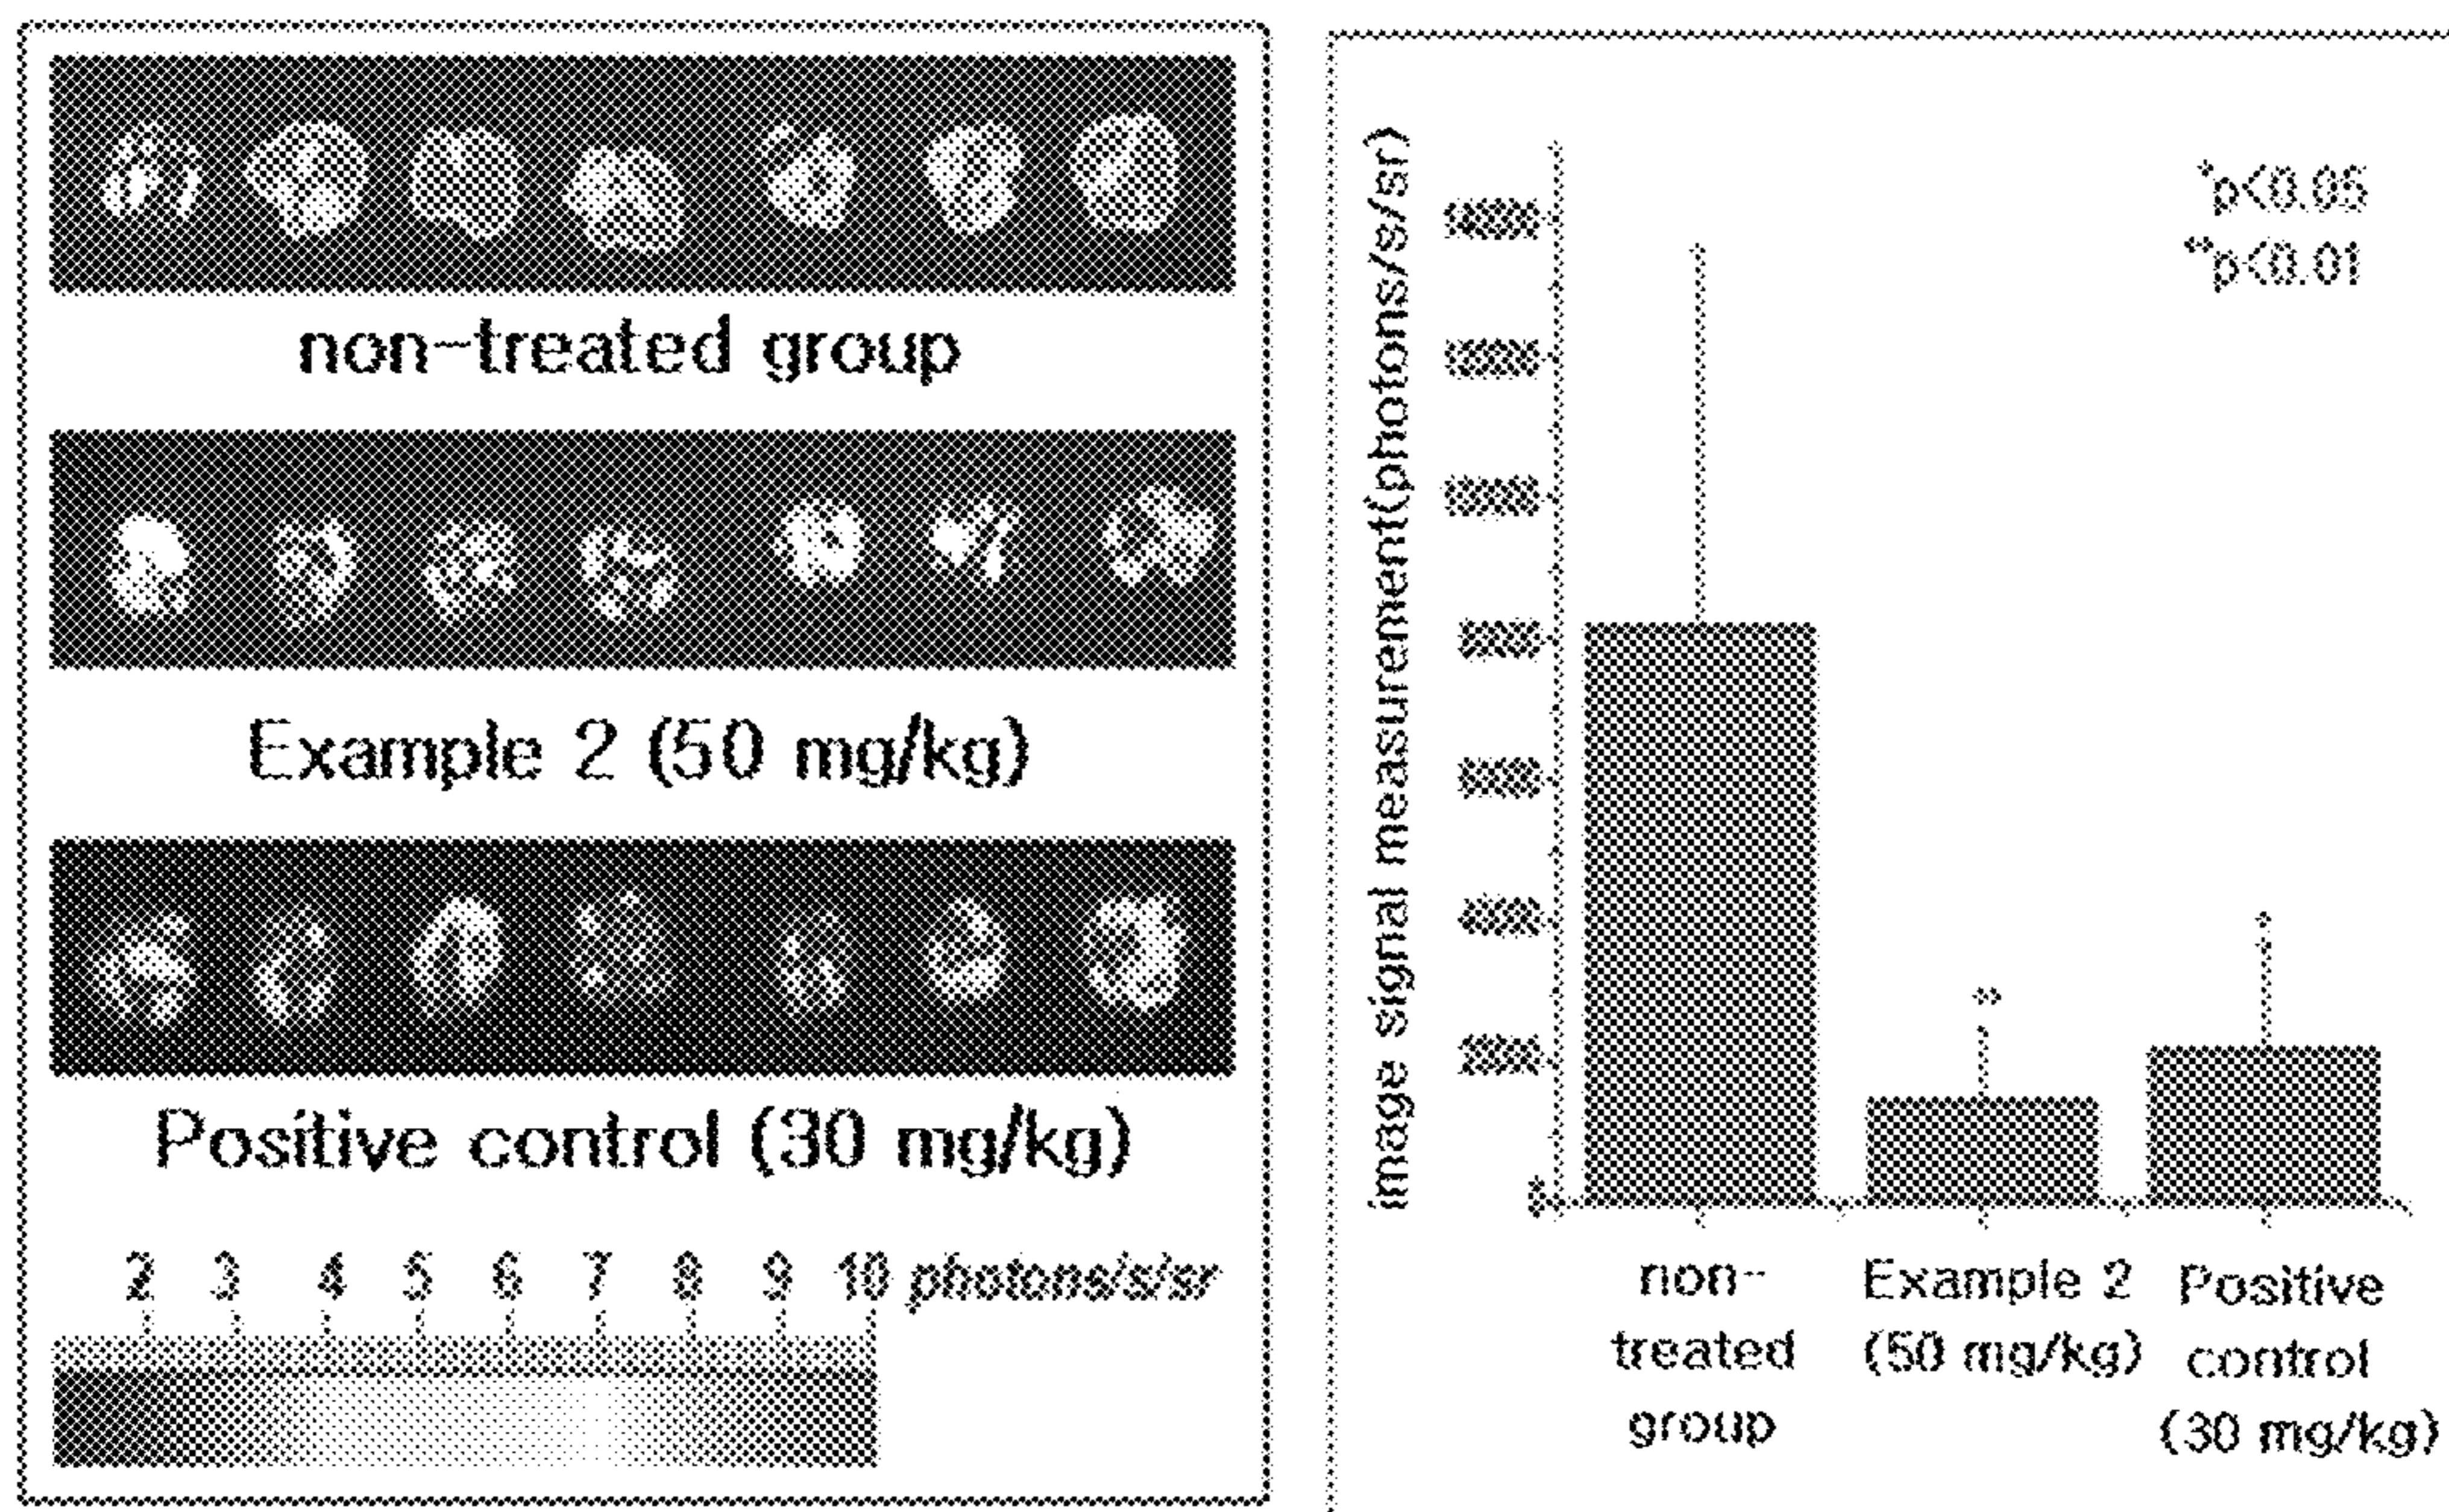 non-treated group
Example 2 (50 mg/kg)
Positive control (30 mg/kg)
2 3 4 5 6 7 8 9 10 photons/s/sr
image signal measurement(photons/s/sr)
*p<0.05
**p<0.01
**
non-
treated
group
Example 2
(50 mg/kg)
Positive
control
(30 mg/kg)